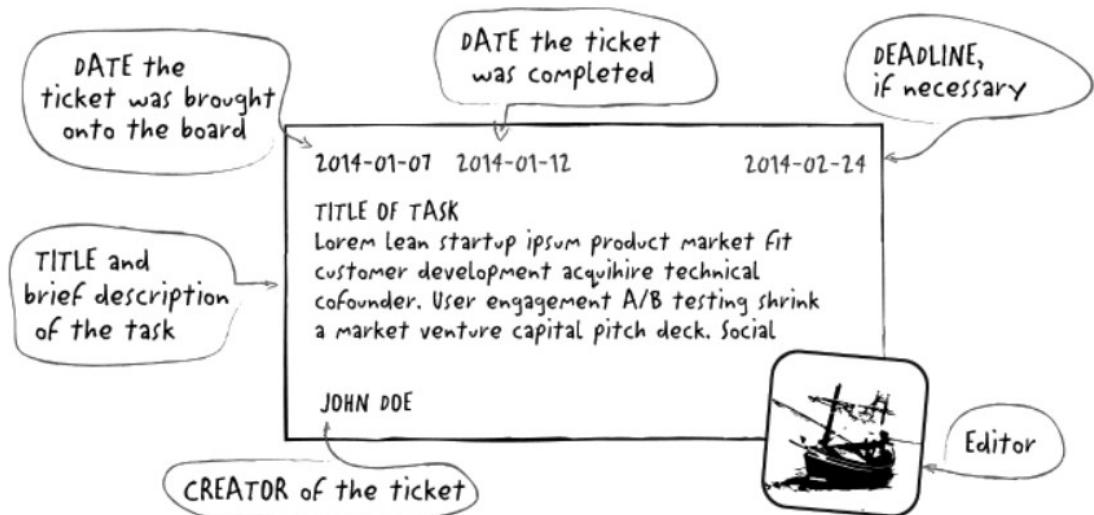 DATE the
ticket was brought
onto the board
DATE the ticket
was completed
DEADLINE,
if necessary
2014-01-07 2014-01-12 2014-02-24
TITLE and
brief description
of the task
TITLE OF TASK
Lorem Lean startup ipsum product market fit
customer development acquihire technical
cofounder. User engagement A/B testing shrink
a market venture capital pitch deck. Social
JOHN DOE
Editor
CREATOR of the ticket